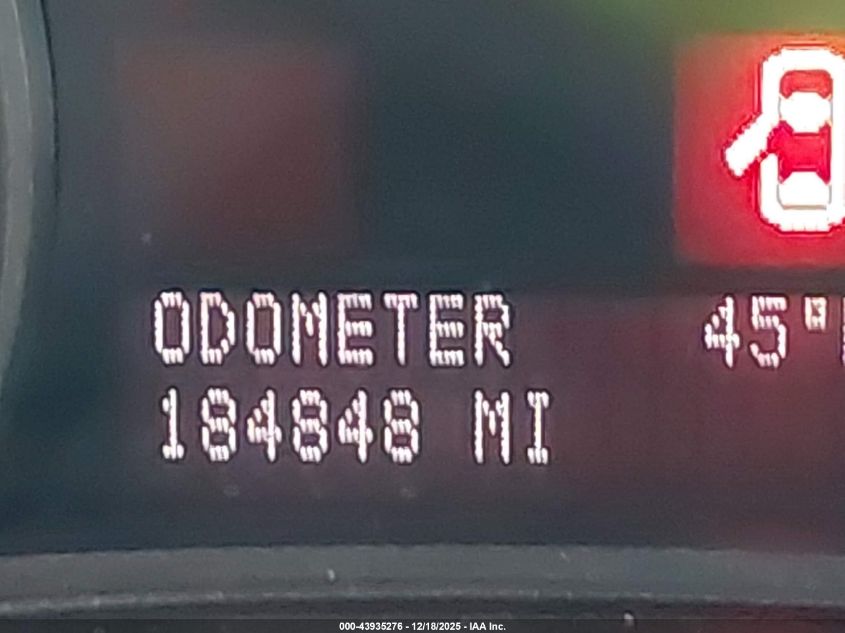 ODOMETER 45°
184848 MI
000-43935276 - 12/18/2025 - IAA Inc.